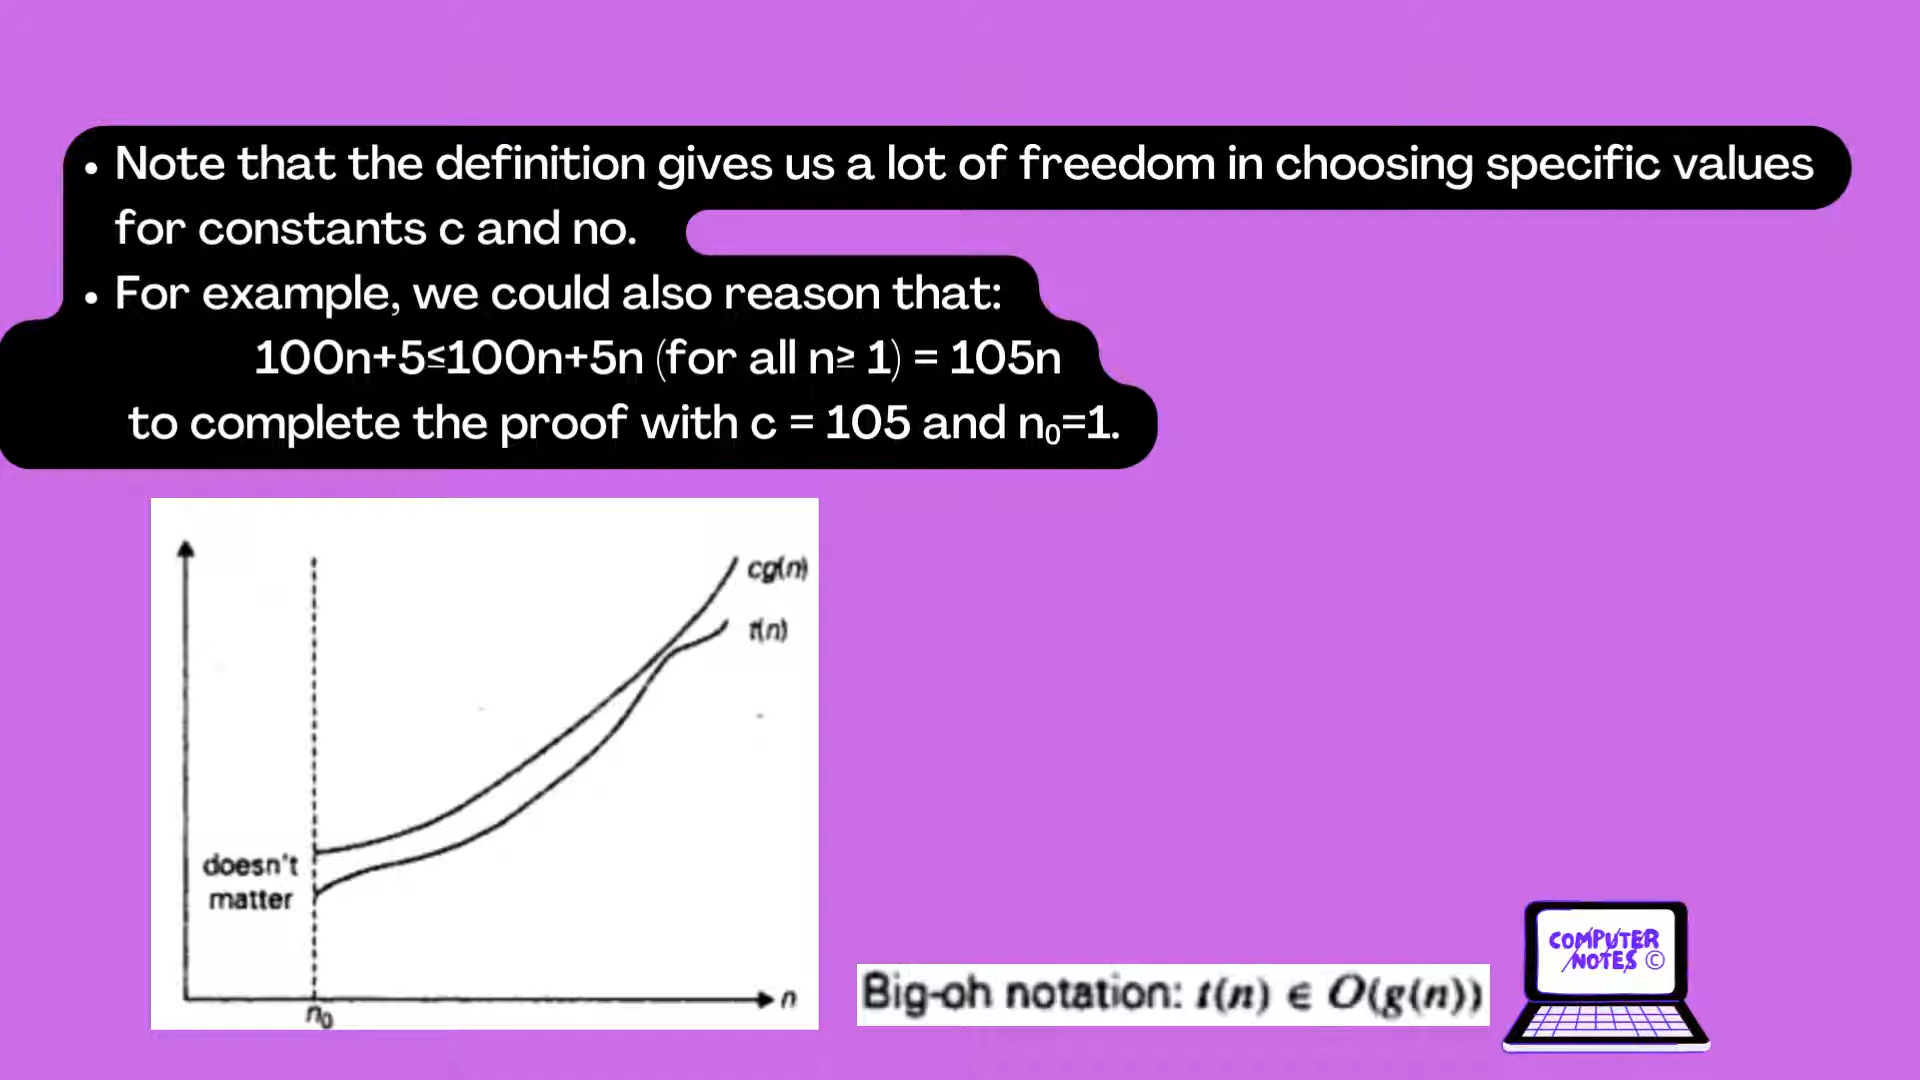 • Note that the definition gives us a lot of freedom in choosing specific values
for constants c and no.
• For example, we could also reason that:
100n+5≤100n+5n (for all n≥ 1) = 105n
to complete the proof with c = 105 and n₀=1.
cg(n)
t(n)
doesn't
matter
n
n₀
Big-oh notation: t(n) ∈ O(g(n))
COMPUTER
NOTES ©